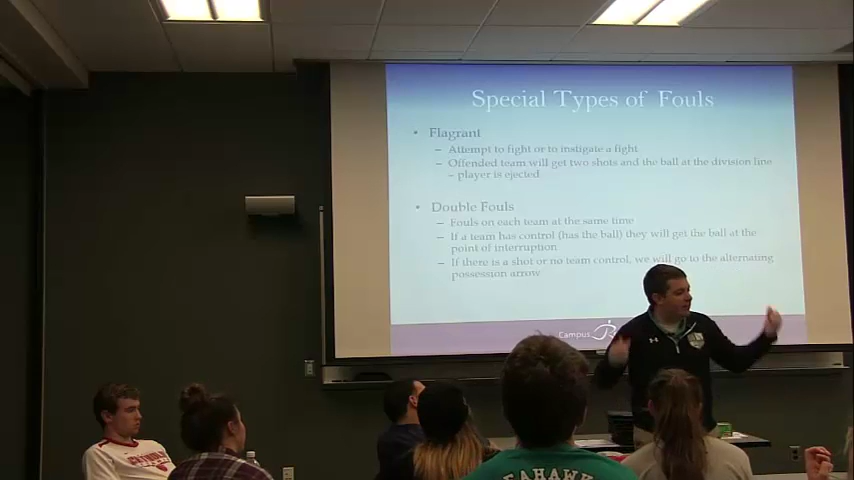 Special Types of Fouls
• Flagrant
– Attempt to fight or to instigate a fight
– Offended team will get two shots and the ball at the division line
– player is ejected
• Double Fouls
– Fouls on each team at the same time
– If a team has control (has the ball) they will get the ball at the
point of interruption
– If there is a shot or no team control, we will go to the alternating
possession arrow
Campus